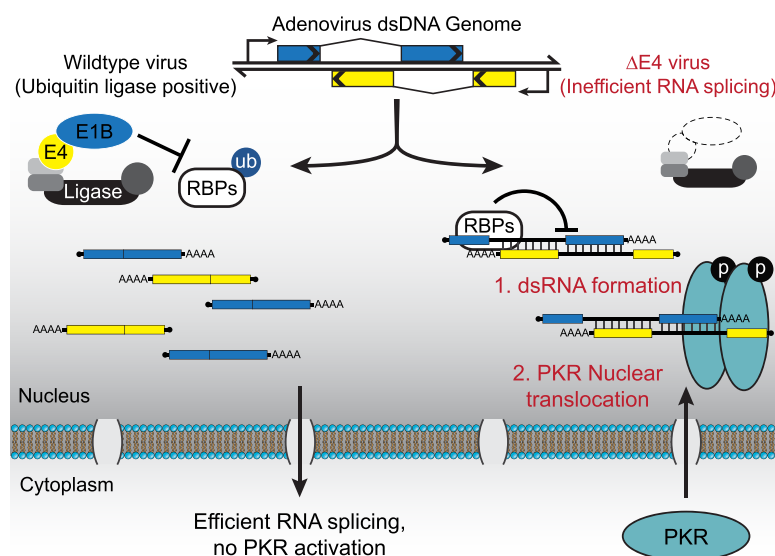 Adenovirus dsDNA Genome
Wildtype virus
(Ubiquitin ligase positive)
ΔE4 virus
(Inefficient RNA splicing)
E1B
E4
Ligase
ub
RBPs
RBPs
AAAA
AAAA
AAAA
AAAA
AAAA
AAAA
AAAA
1. dsRNA formation
p
p
AAAA
AAAA
2. PKR Nuclear
translocation
Nucleus
Cytoplasm
Efficient RNA splicing,
no PKR activation
PKR